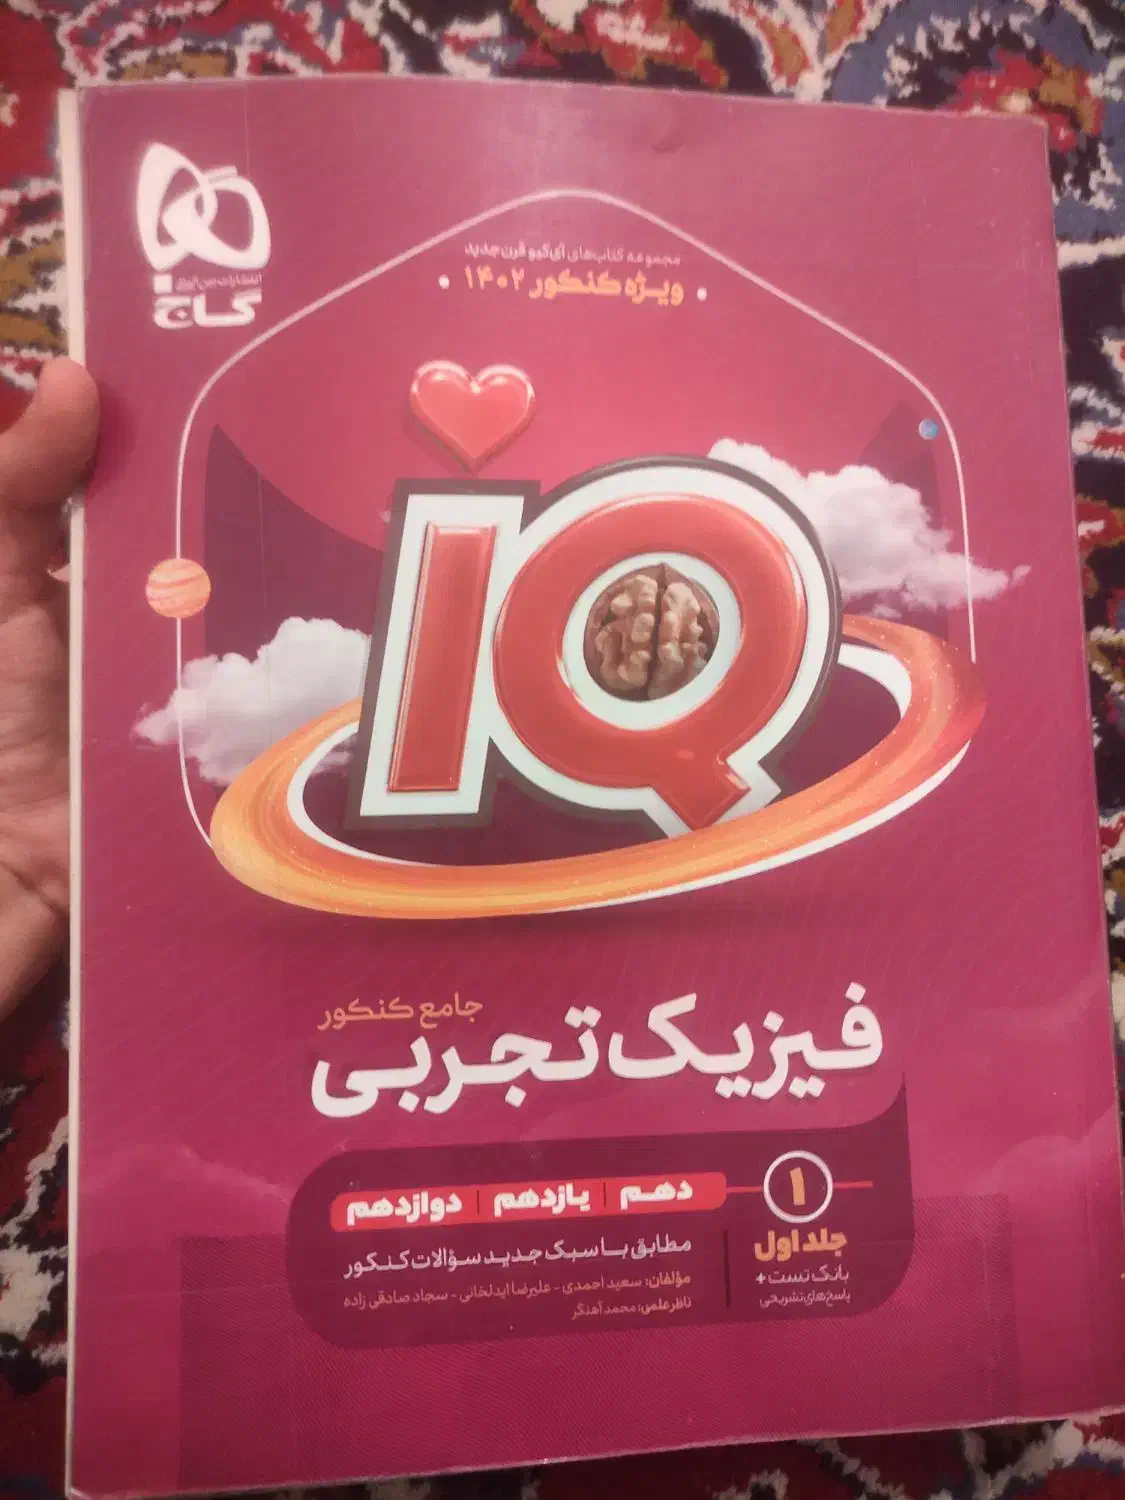 انتشارات بین‌المللی
گاج
مجموعه کتاب‌های آی‌کیو قرن جدید
• ویژه کنکور ۱۴۰۲ •
IQ
جامع کنکور
فیزیک تجربی
۱
جلد اول
بانک تست +
پاسخ‌های تشریحی
دهم | یازدهم | دوازدهم
مطابق با سبک جدید سؤالات کنکور
مؤلفان: سعید احمدی - علیرضا ایدلخانی - سجاد صادقی زاده
ناظر علمی: محمد آهنگر